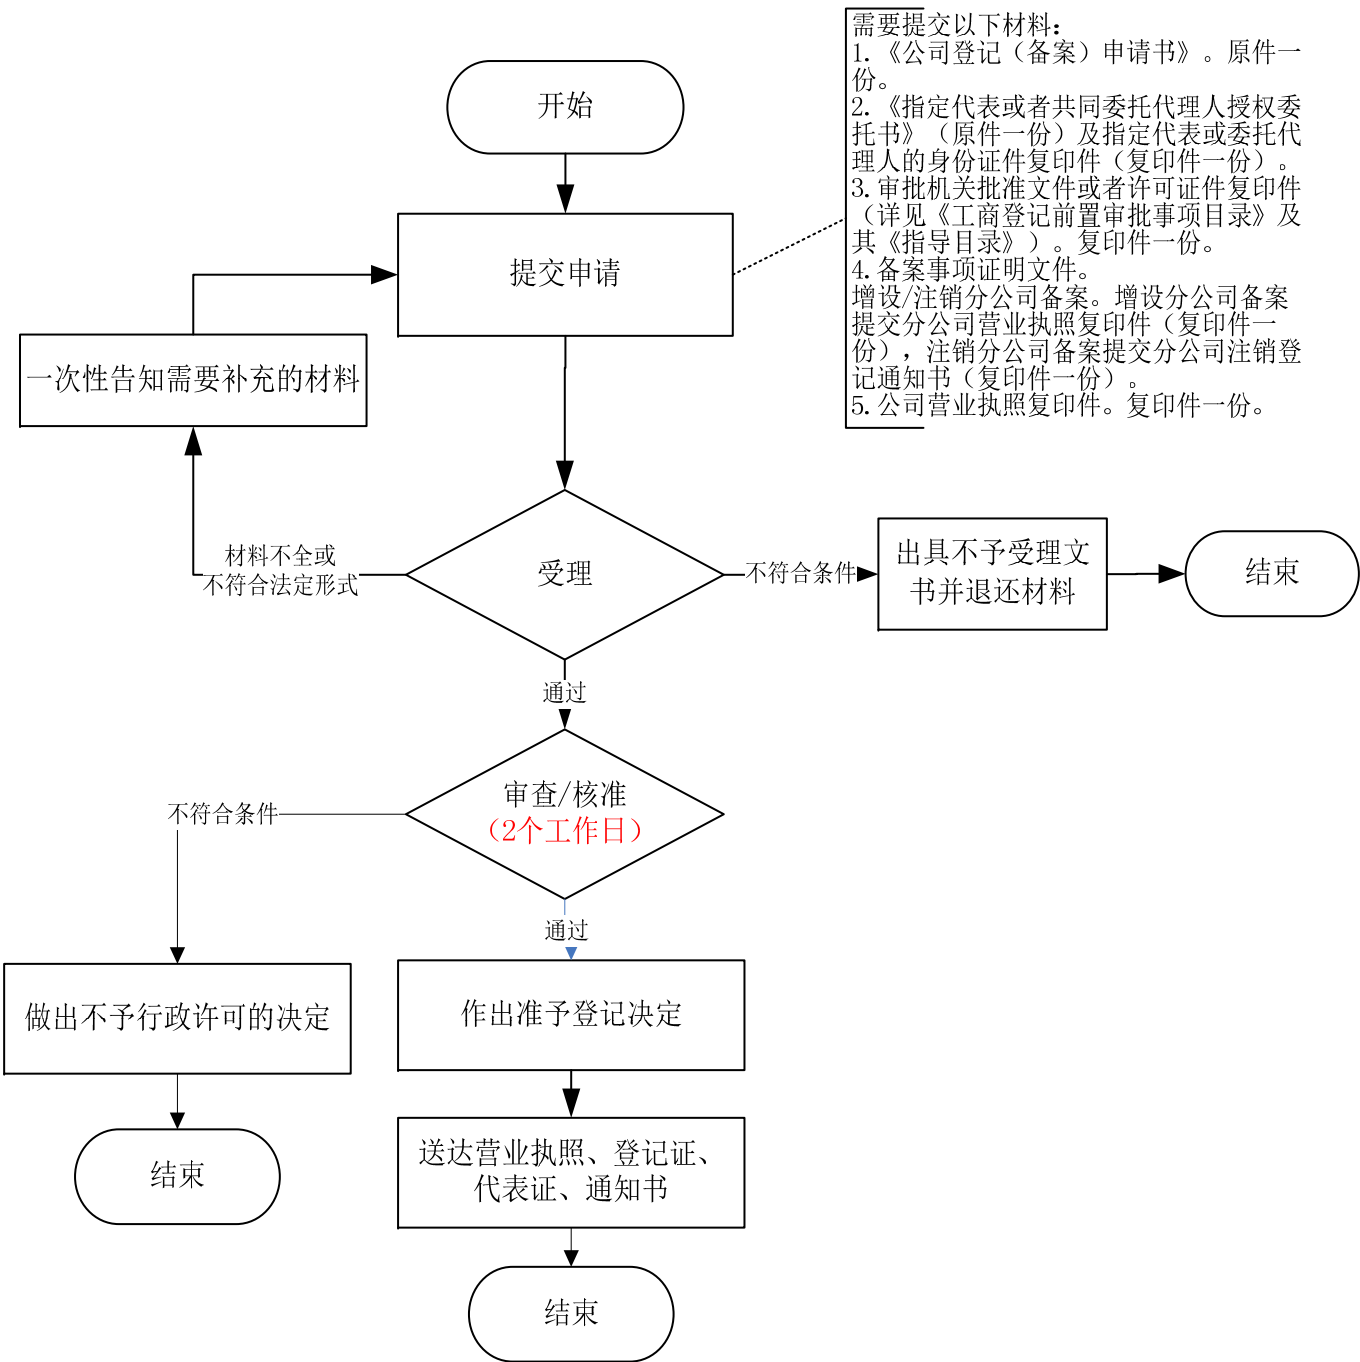 开始
需要提交以下材料：
1.《公司登记（备案）申请书》。原件一
份。
2.《指定代表或者共同委托代理人授权委
托书》（原件一份）及指定代表或委托代
理人的身份证件复印件（复印件一份）。
3.审批机关批准文件或者许可证件复印件
（详见《工商登记前置审批事项目录》及
其《指导目录》）。复印件一份。
4.备案事项证明文件。
增设/注销分公司备案。增设分公司备案
提交分公司营业执照复印件（复印件一
份），注销分公司备案提交分公司注销登
记通知书（复印件一份）。
5.公司营业执照复印件。复印件一份。
提交申请
一次性告知需要补充的材料
材料不全或
不符合法定形式
受理
不符合条件
出具不予受理文
书并退还材料
结束
通过
审查/核准
（2个工作日）
不符合条件
通过
做出不予行政许可的决定
作出准予登记决定
结束
送达营业执照、登记证、
代表证、通知书
结束